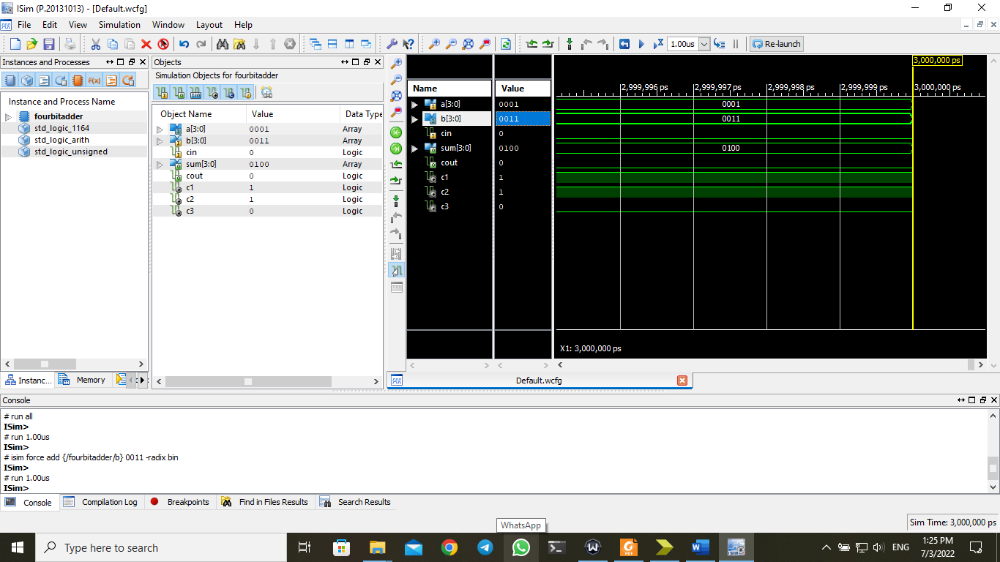 ISim (P.20131013) - [Default.wcfg]
File Edit View Simulation Window Layout Help
1.00us Re-launch
Instances and Processes
Instance and Process Name
fourbitadder
std_logic_1164
std_logic_arith
std_logic_unsigned
Instanc... Memory
Objects
Simulation Objects for fourbitadder
Object Name Value Data Type
a[3:0] 0001 Array
b[3:0] 0011 Array
cin 0 Logic
sum[3:0] 0100 Array
cout 0 Logic
c1 1 Logic
c2 1 Logic
c3 0 Logic
Name Value
a[3:0] 0001
b[3:0] 0011
cin 0
sum[3:0] 0100
cout 0
c1 1
c2 1
c3 0
3,000,000 ps
2,999,996 ps 2,999,997 ps 2,999,998 ps 2,999,999 ps 3,000,000 ps
0001
0011
0100
X1: 3,000,000 ps
Default.wcfg
Console
# run all
ISim>
# run 1.00us
ISim>
# isim force add {/fourbitadder/b} 0011 -radix bin
ISim>
# run 1.00us
ISim>
Console Compilation Log Breakpoints Find in Files Results Search Results
Sim Time: 3,000,000 ps
WhatsApp
Type here to search
ENG
1:25 PM
7/3/2022